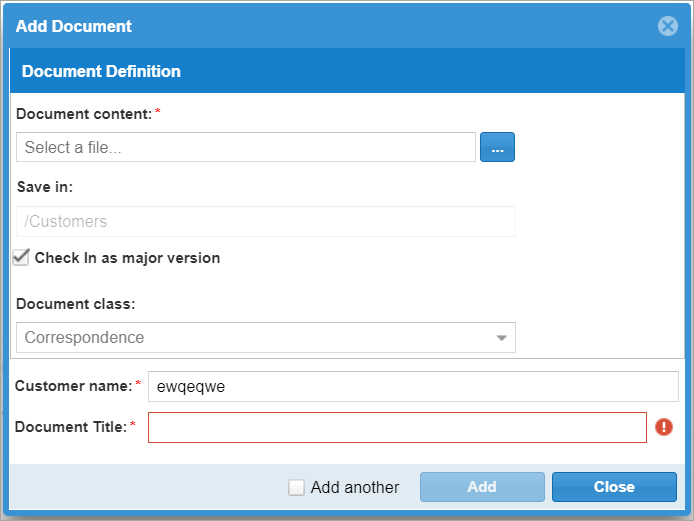 Add Document
Document Definition
Document content:*
Select a file... ...
Save in:
/Customers
Check In as major version
Document class:
Correspondence
Customer name:* ewqeqwe
Document Title:* !
Add another Add Close